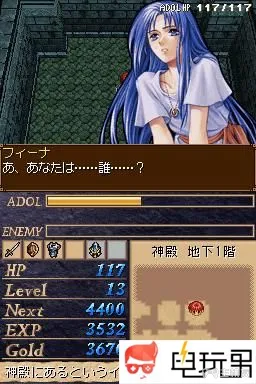 ADOL HP 117/117
フィーナ
あ、あなたは……誰……？
ADOL
ENEMY
神殿 地下1階
HP 117
Level 13
Next 4400
EXP 3532
Gold 367
神殿にあるというイ
电玩男